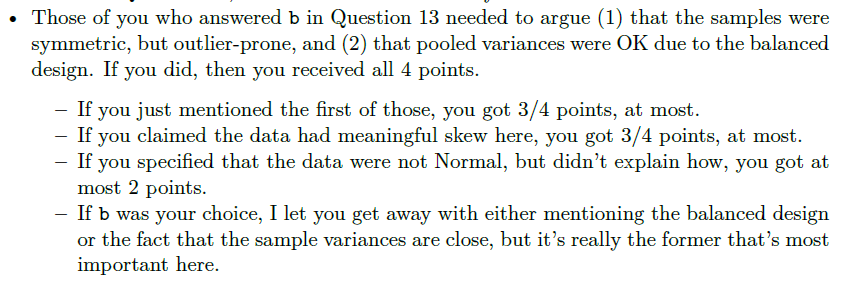 • Those of you who answered b in Question 13 needed to argue (1) that the samples were
symmetric, but outlier-prone, and (2) that pooled variances were OK due to the balanced
design. If you did, then you received all 4 points.
– If you just mentioned the first of those, you got 3/4 points, at most.
– If you claimed the data had meaningful skew here, you got 3/4 points, at most.
– If you specified that the data were not Normal, but didn't explain how, you got at
most 2 points.
– If b was your choice, I let you get away with either mentioning the balanced design
or the fact that the sample variances are close, but it's really the former that's most
important here.